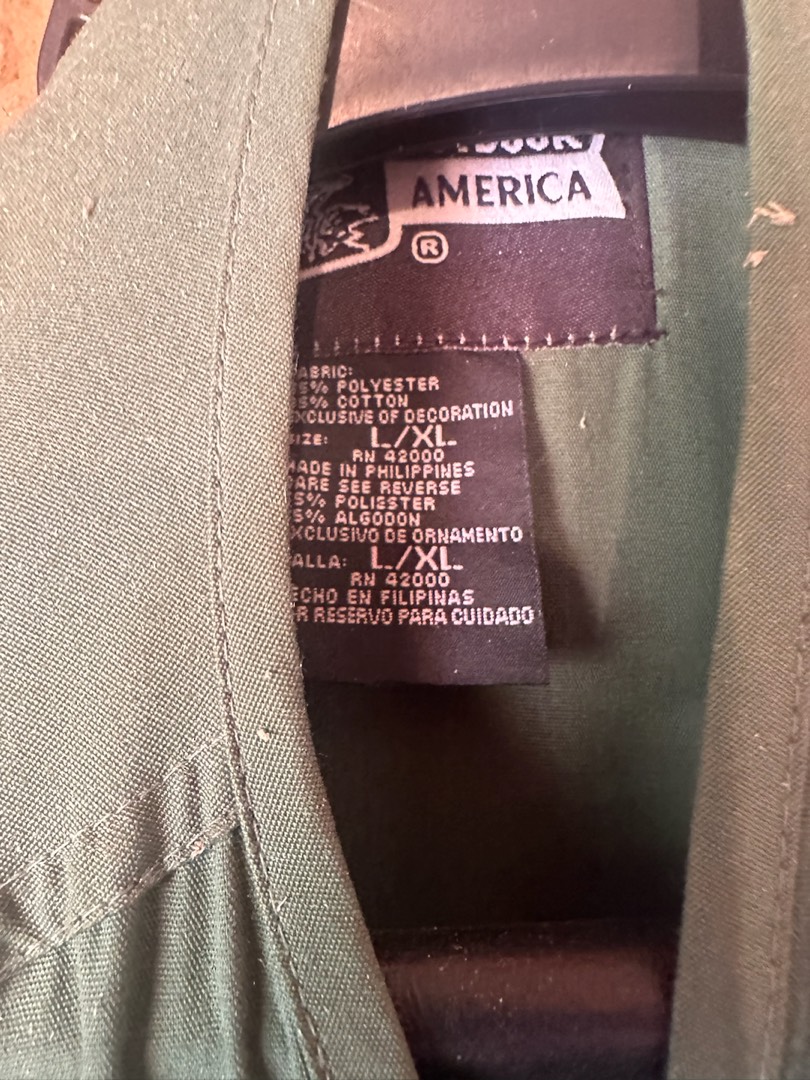 AMERICA
®
ABRIC:
5% POLYESTER
5% COTTON
XCLUSIVE OF DECORATION
IZE: L/XL
RN 42000
MADE IN PHILIPPINES
ARE SEE REVERSE
5% POLIESTER
5% ALGODON
XCLUSIVO DE ORNAMENTO
ALLA: L/XL
RN 42000
ECHO EN FILIPINAS
R RESERVO PARA CUIDADO